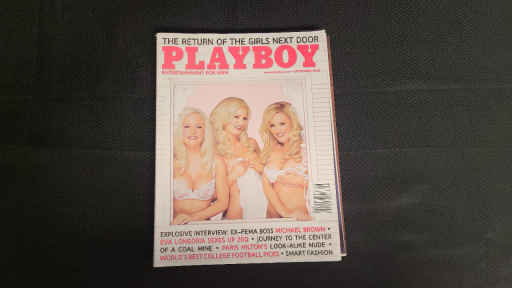 THE RETURN OF THE GIRLS NEXT DOOR
PLAYBOY
ENTERTAINMENT FOR MEN
EXPLOSIVE INTERVIEW: EX-FEMA BOSS MICHAEL BROWN •
EVA LONGORIA SEXES UP 20Q • JOURNEY TO THE CENTER
OF A COAL MINE • PARIS HILTON'S LOOK-ALIKE NUDE •
WORLD'S BEST COLLEGE FOOTBALL PICKS • SMART FASHION